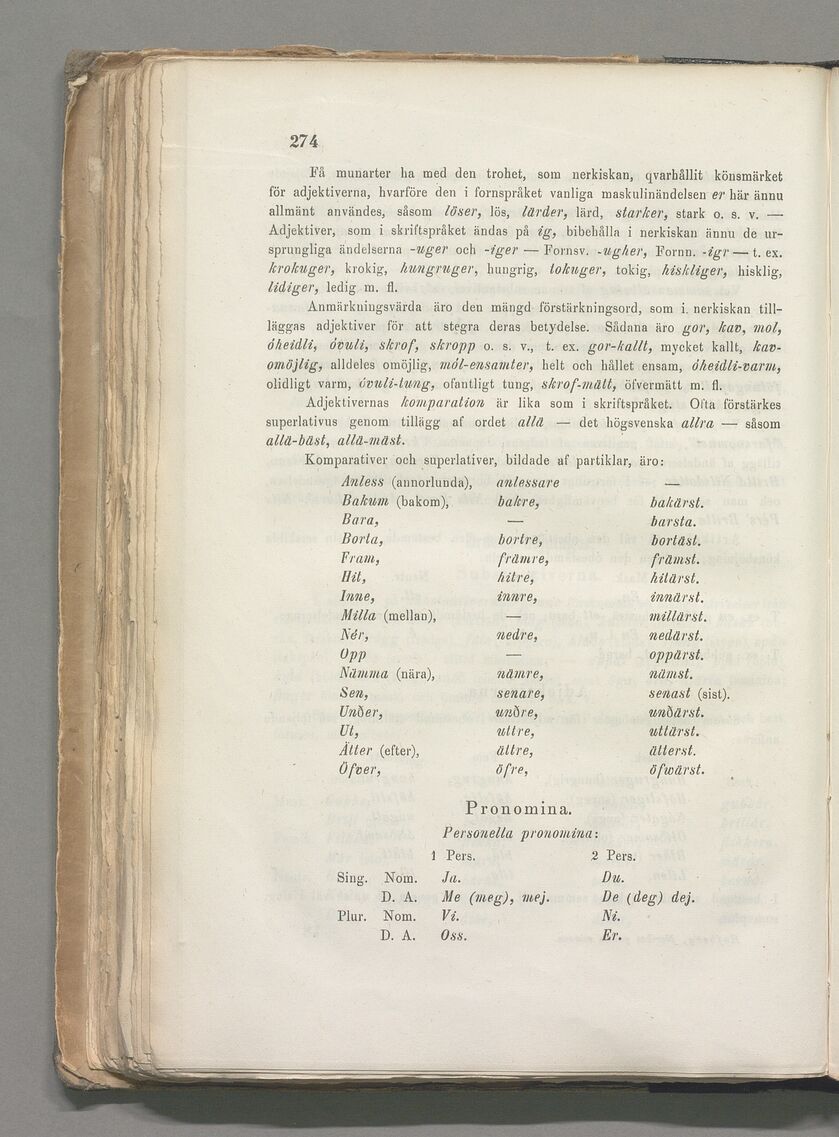 274
Få munarter ha med den trohet, som nerkiskan, qvarhållit könsmärket
för adjektiverna, hvarföre den i fornspråket vanliga maskulinändelsen er här ännu
allmänt användes, såsom löser, lös, lärder, lärd, starker, stark o. s. v. —
Adjektiver, som i skriftspråket ändas på ig, bibehålla i nerkiskan ännu de ur-
sprungliga ändelserna -uger och -iger — Fornsv. -ugher, Fornn. -igr — t. ex.
krokuger, krokig, hungruger, hungrig, tokuger, tokig, hiskliger, hisklig,
lidiger, ledig m. fl.
Anmärkningsvärda äro den mängd förstärkningsord, som i nerkiskan till-
läggas adjektiver för att stegra deras betydelse. Sådana äro gor, kav, mol,
óheidli, óvuli, skrof, skropp o. s. v., t. ex. gor-kallt, mycket kallt, kav-
omöjlig, alldeles omöjlig, mól-ensamter, helt och hållet ensam, óheidli-varm,
olidligt varm, óvuli-tung, ofantligt tung, skrof-mätt, öfvermätt m. fl.
Adjektivernas komparation är lika som i skriftspråket. Ofta förstärkes
superlativus genom tillägg af ordet allä — det högsvenska allra — såsom
allä-bäst, allä-mäst.
Komparativer och superlativer, bildade af partiklar, äro:
Anless (annorlunda), anlessare —
Bakum (bakom), bakre, bakärst.
Bara, — barsta.
Borta, bortre, bortäst.
Fram, främre, främst.
Hit, hitre, hitärst.
Inne, innre, innärst.
Milla (mellan), — millärst.
Nér, nedre, nedärst.
Opp — oppärst.
Nämma (nära), nämre, nämst.
Sen, senare, senast (sist).
Unðer, unðre, unðärst.
Ut, uttre, uttärst.
Ätter (efter), ättre, ätterst.
Öfver, öfre, öfwärst.
Pronomina.
Personella pronomina:
1 Pers. 2 Pers.
Sing. Nom. Ja. Du.
D. A. Me (meg), mej. De (deg) dej.
Plur. Nom. Vi. Ni.
D. A. Oss. Er.